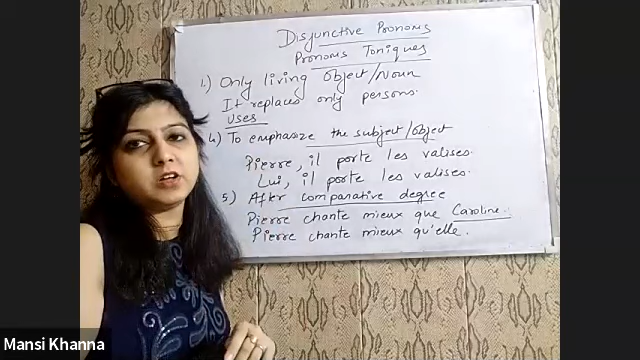 Disjunctive Pronoms
Pronoms Toniques
1.) Only living object/Noun
It replaces only persons.
uses
4.) To emphasize the subject/object
Pierre, il porte les valises.
Lui, il porte les valises.
5) After comparative degree
Pierre chante mieux que Caroline.
Pierre chante mieux qu'elle.
Mansi Khanna